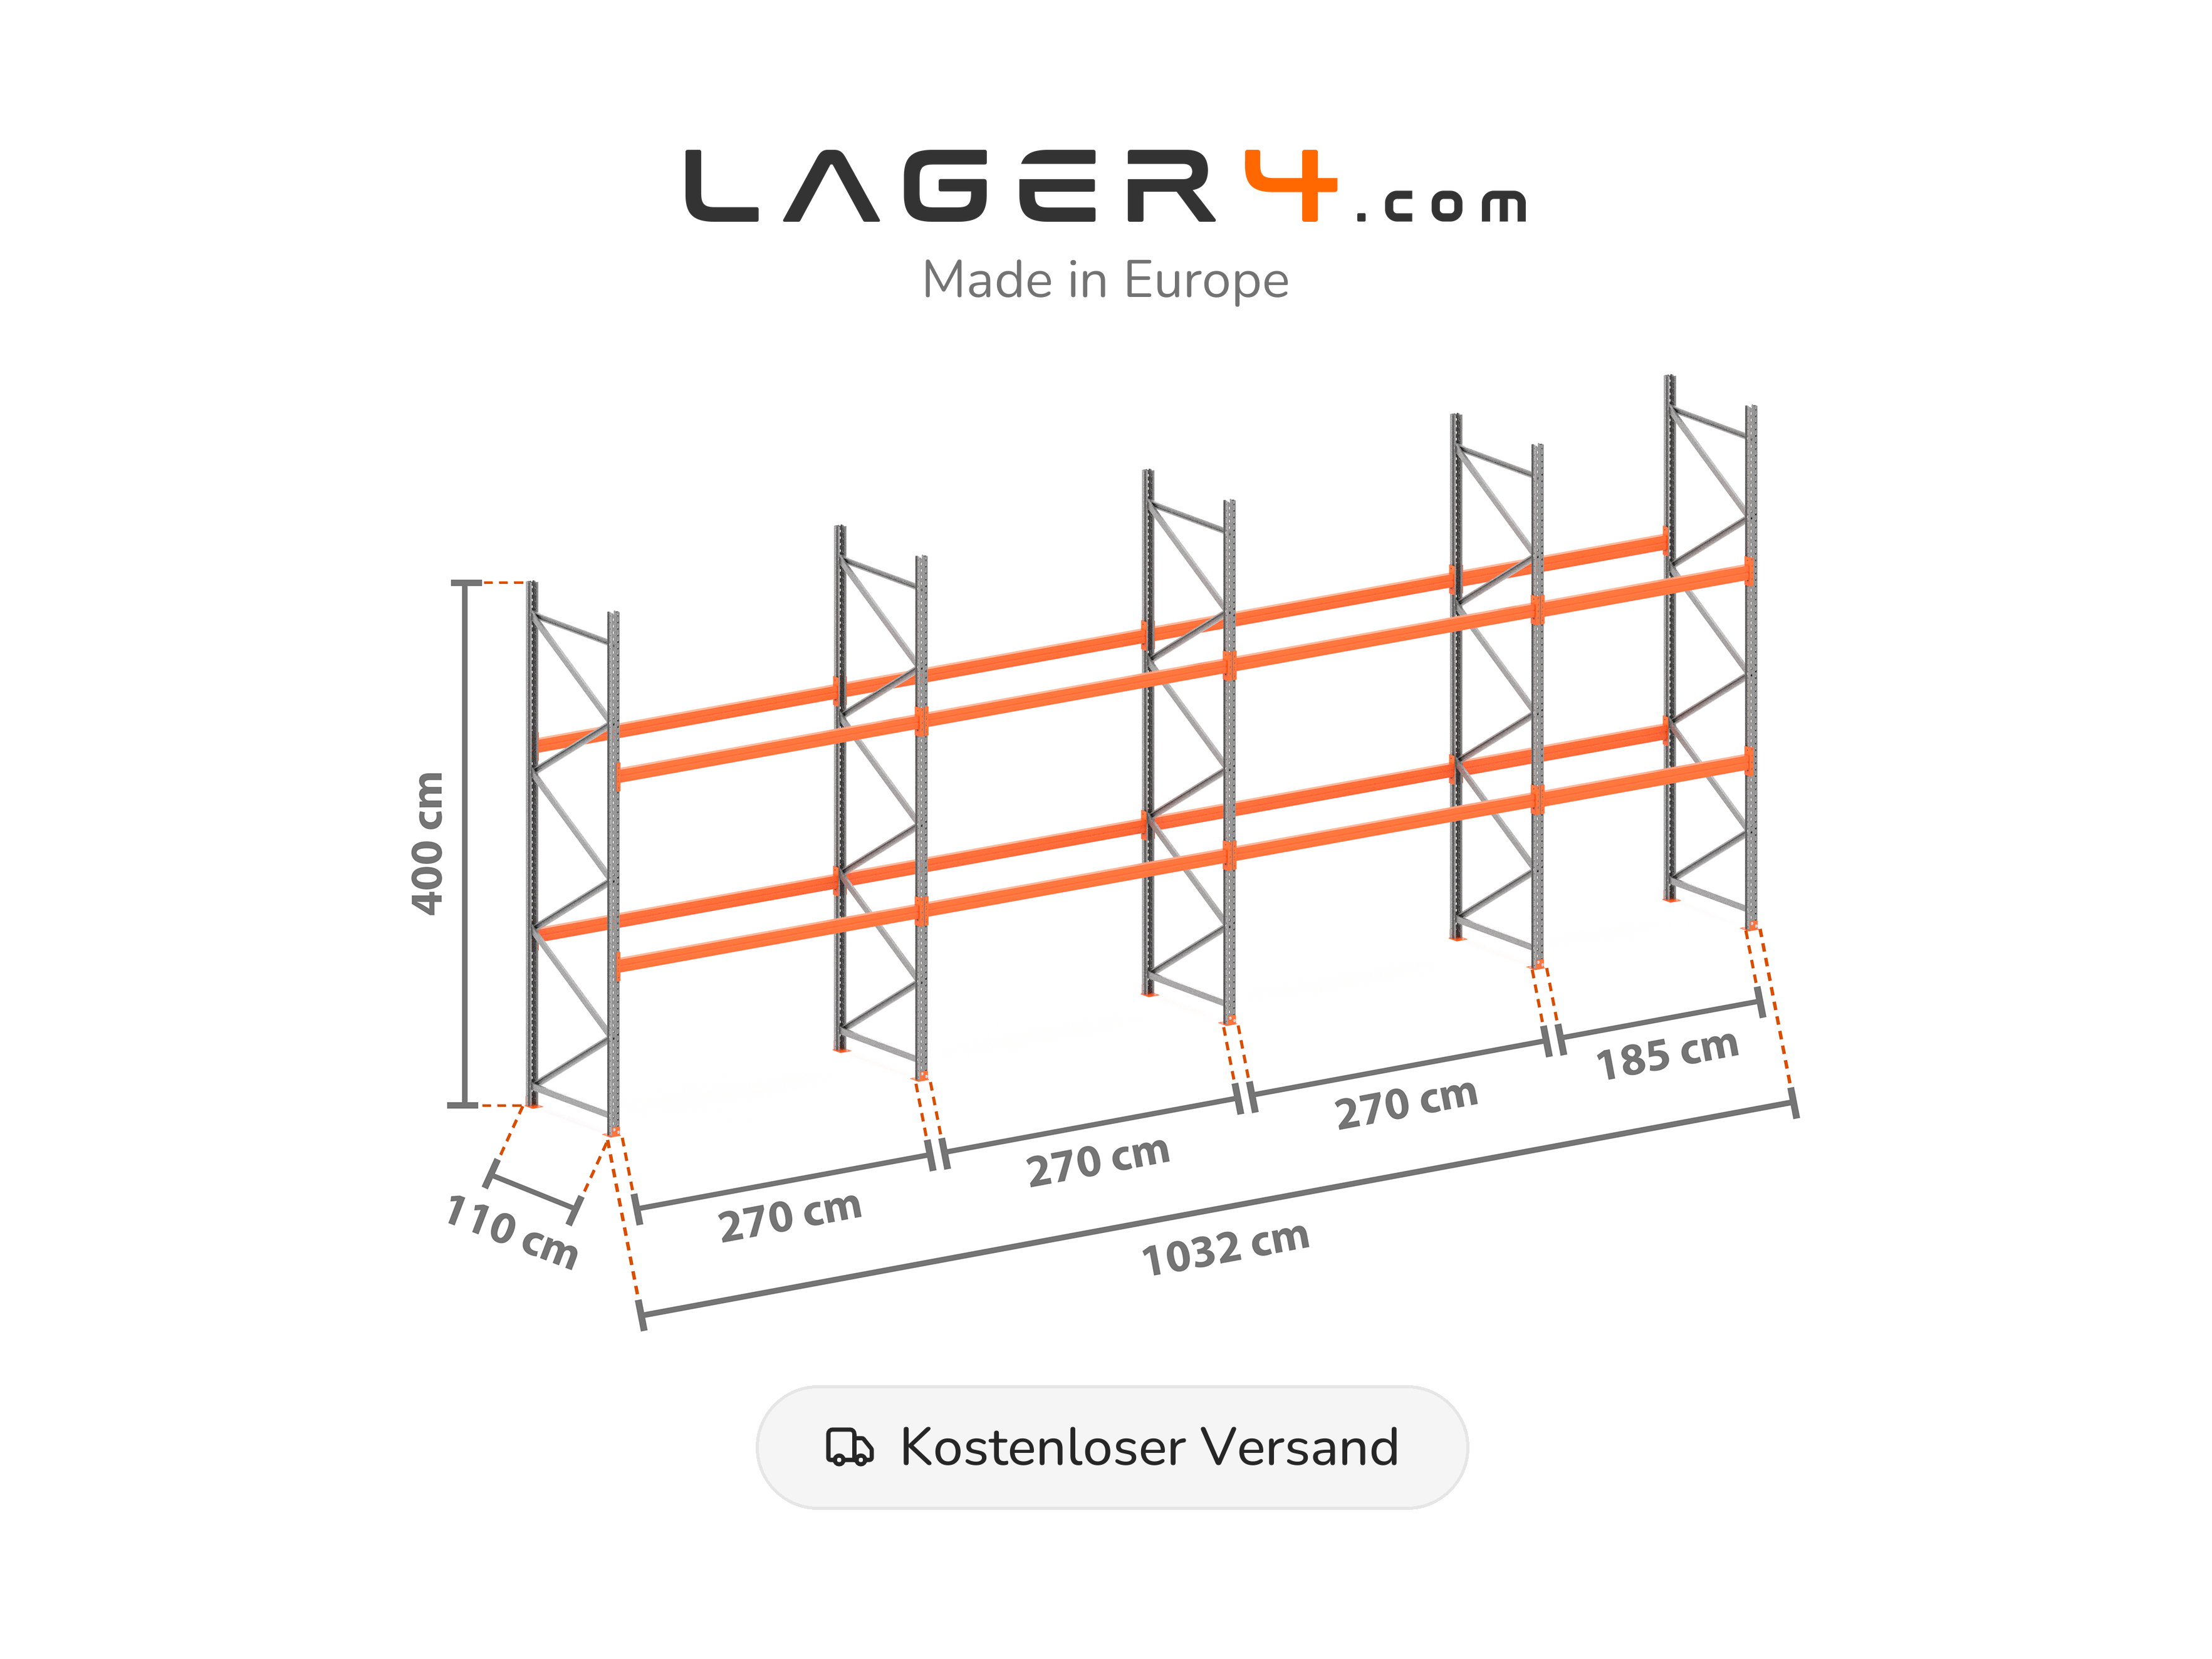 LAGER4.com
Made in Europe
400 cm
110 cm
270 cm
270 cm
270 cm
185 cm
1032 cm
Kostenloser Versand